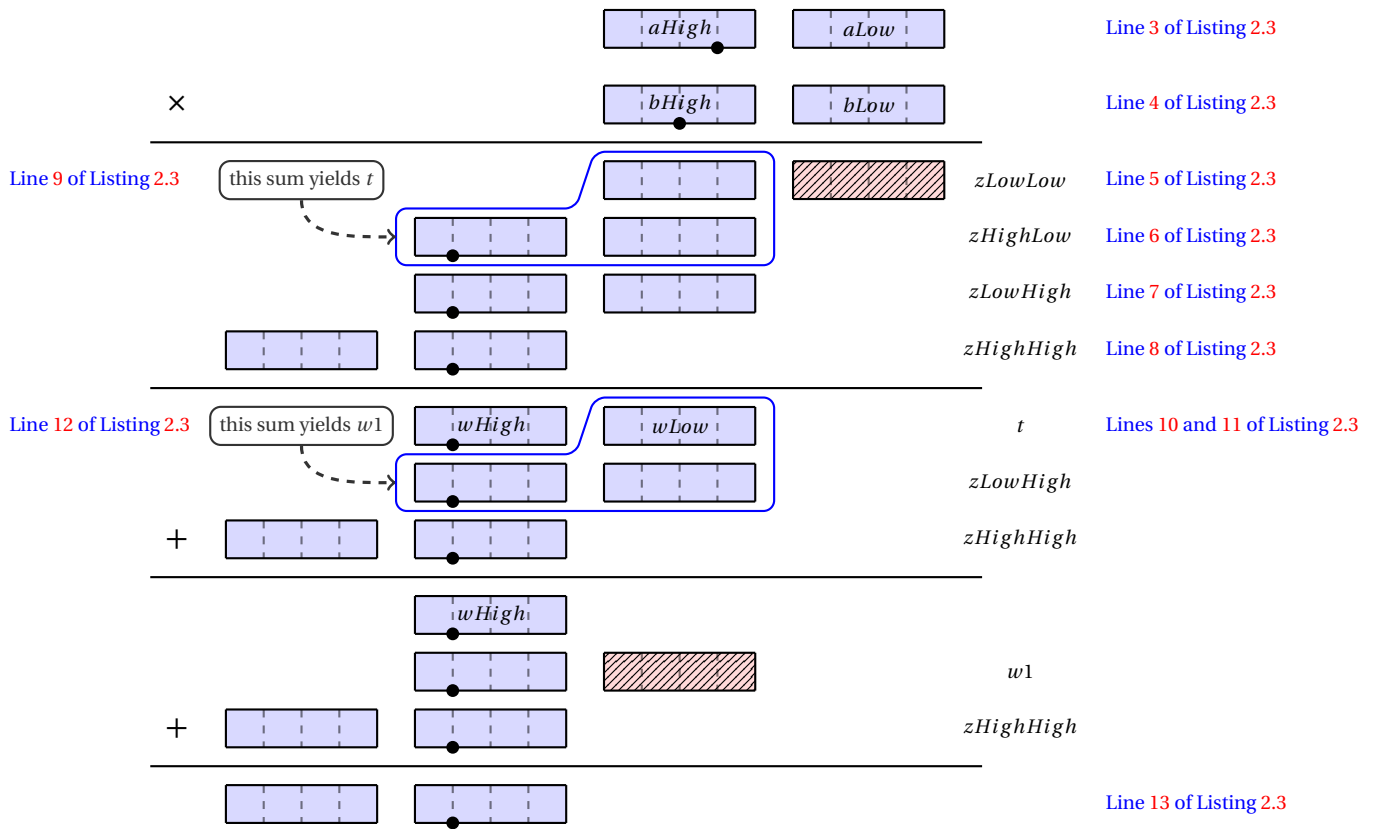 aHigh aLow Line 3 of Listing 2.3
× bHigh bLow Line 4 of Listing 2.3
Line 9 of Listing 2.3 this sum yields t zLowLow Line 5 of Listing 2.3
zHighLow Line 6 of Listing 2.3
zLowHigh Line 7 of Listing 2.3
zHighHigh Line 8 of Listing 2.3
Line 12 of Listing 2.3 this sum yields w1 wHigh wLow t Lines 10 and 11 of Listing 2.3
zLowHigh
+ zHighHigh
wHigh
w1
+ zHighHigh
Line 13 of Listing 2.3